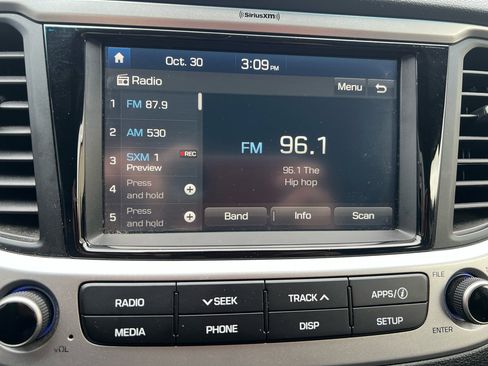 ((SiriusXM))
Oct. 30 3:09 PM
Radio Menu
1 FM 87.9
2 AM 530
3 SXM 1 REC
Preview
4 Press
and hold
5 Press
and hold
FM 96.1
96.1 The
Hip hop
Band Info Scan
RADIO SEEK TRACK APPS/i
MEDIA PHONE DISP SETUP
VOL
FILE
ENTER